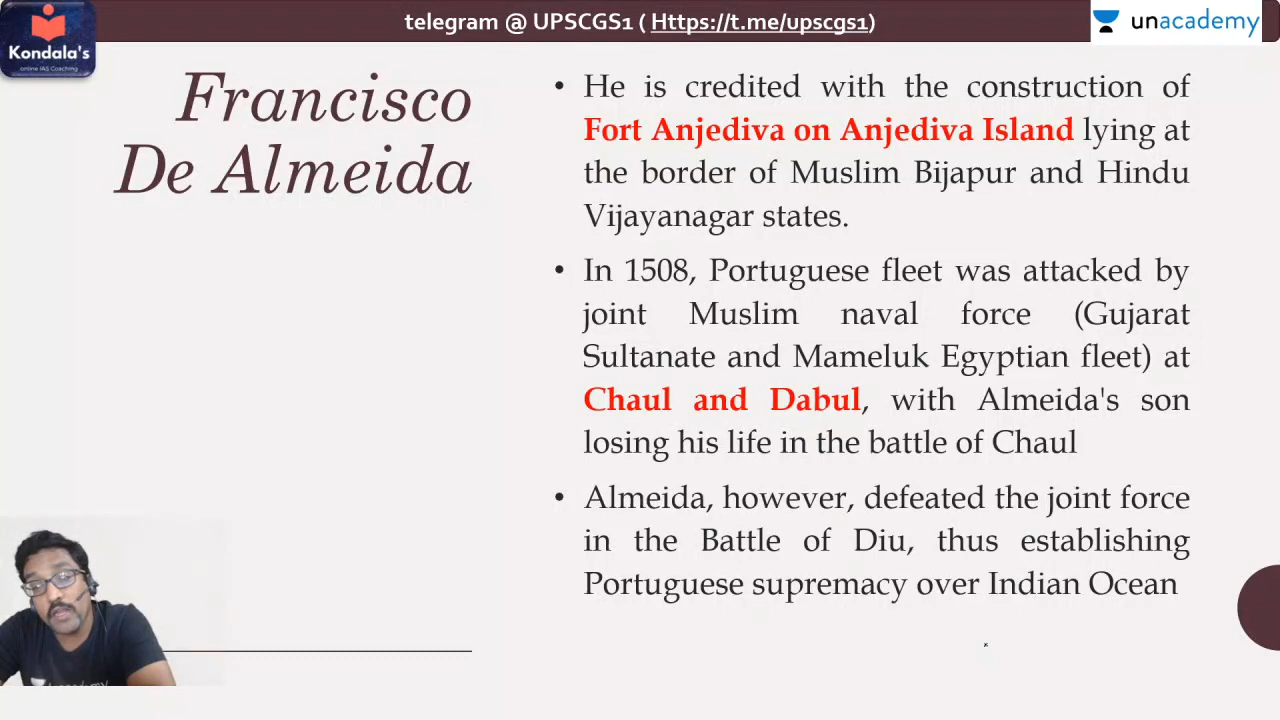 telegram @ UPSCGS1 ( Https://t.me/upscgs1)
Kondala's
online IAS Coaching
unacademy
Francisco
De Almeida
• He is credited with the construction of
Fort Anjediva on Anjediva Island lying at
the border of Muslim Bijapur and Hindu
Vijayanagar states.
• In 1508, Portuguese fleet was attacked by
joint Muslim naval force (Gujarat
Sultanate and Mameluk Egyptian fleet) at
Chaul and Dabul, with Almeida's son
losing his life in the battle of Chaul
• Almeida, however, defeated the joint force
in the Battle of Diu, thus establishing
Portuguese supremacy over Indian Ocean